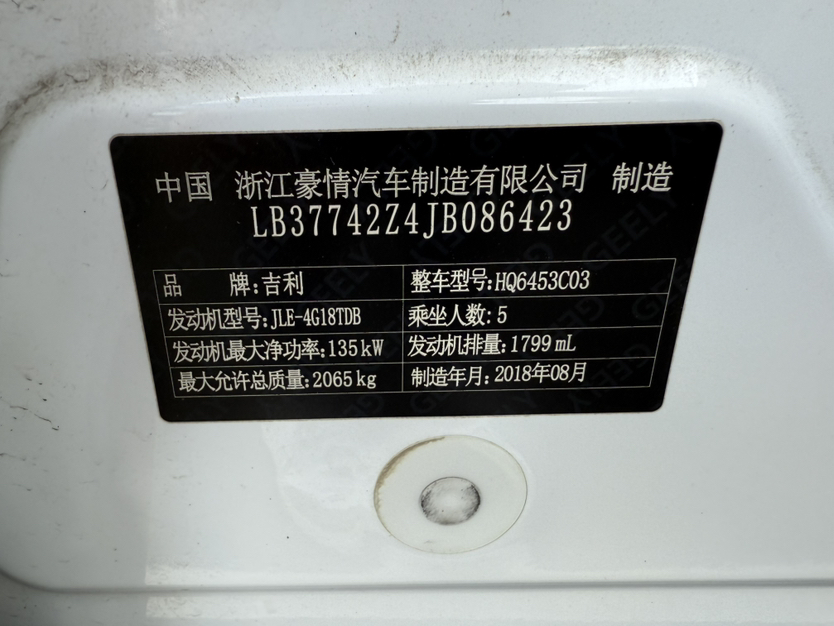 中国 浙江豪情汽车制造有限公司 制造
LB37742Z4JB086423
品 牌:吉利 整车型号:HQ6453C03
发动机型号:JLE-4G18TDB 乘坐人数:5
发动机最大净功率:135kW 发动机排量:1799mL
最大允许总质量:2065kg 制造年月:2018年08月